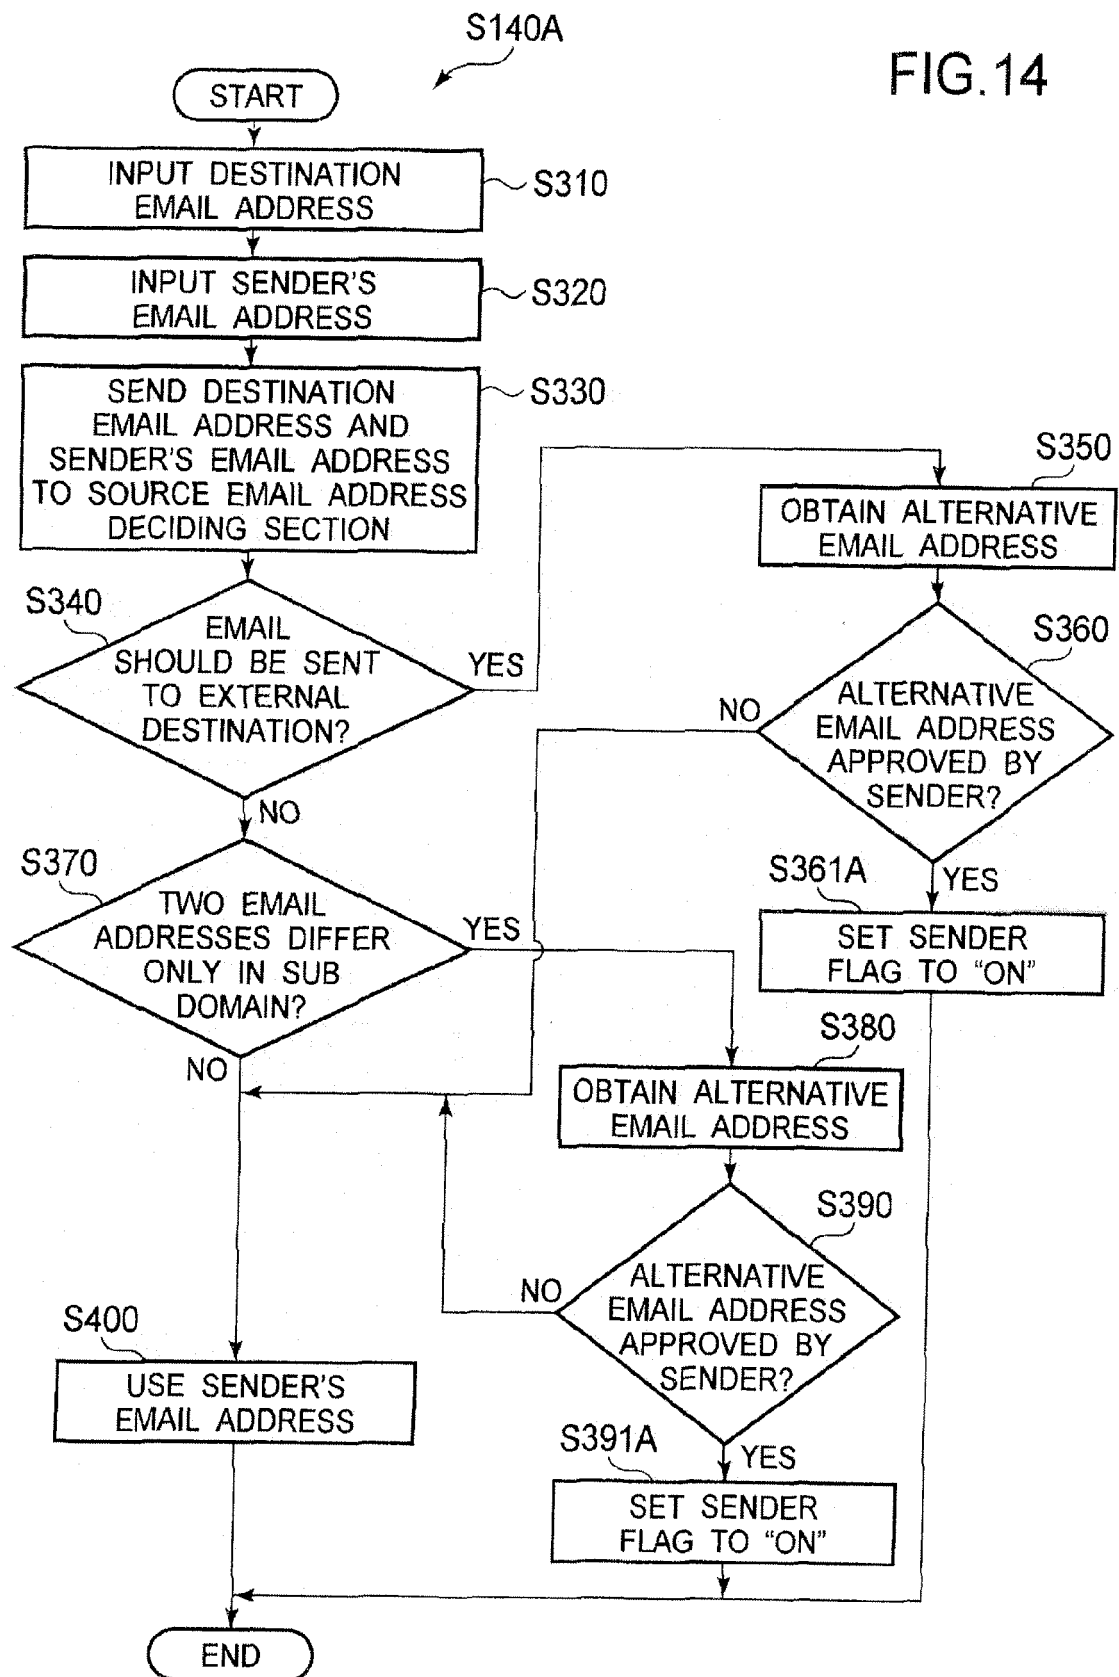 S140A
FIG.14
START
INPUT DESTINATION
EMAIL ADDRESS
S310
INPUT SENDER'S
EMAIL ADDRESS
S320
SEND DESTINATION
EMAIL ADDRESS AND
SENDER'S EMAIL ADDRESS
TO SOURCE EMAIL ADDRESS
DECIDING SECTION
S330
S340
EMAIL
SHOULD BE SENT
TO EXTERNAL
DESTINATION?
YES
NO
S350
OBTAIN ALTERNATIVE
EMAIL ADDRESS
S360
ALTERNATIVE
EMAIL ADDRESS
APPROVED BY
SENDER?
NO
YES
S361A
SET SENDER
FLAG TO “ON”
S370
TWO EMAIL
ADDRESSES DIFFER
ONLY IN SUB
DOMAIN?
YES
NO
S380
OBTAIN ALTERNATIVE
EMAIL ADDRESS
S390
ALTERNATIVE
EMAIL ADDRESS
APPROVED BY
SENDER?
NO
YES
S391A
SET SENDER
FLAG TO “ON”
S400
USE SENDER'S
EMAIL ADDRESS
END